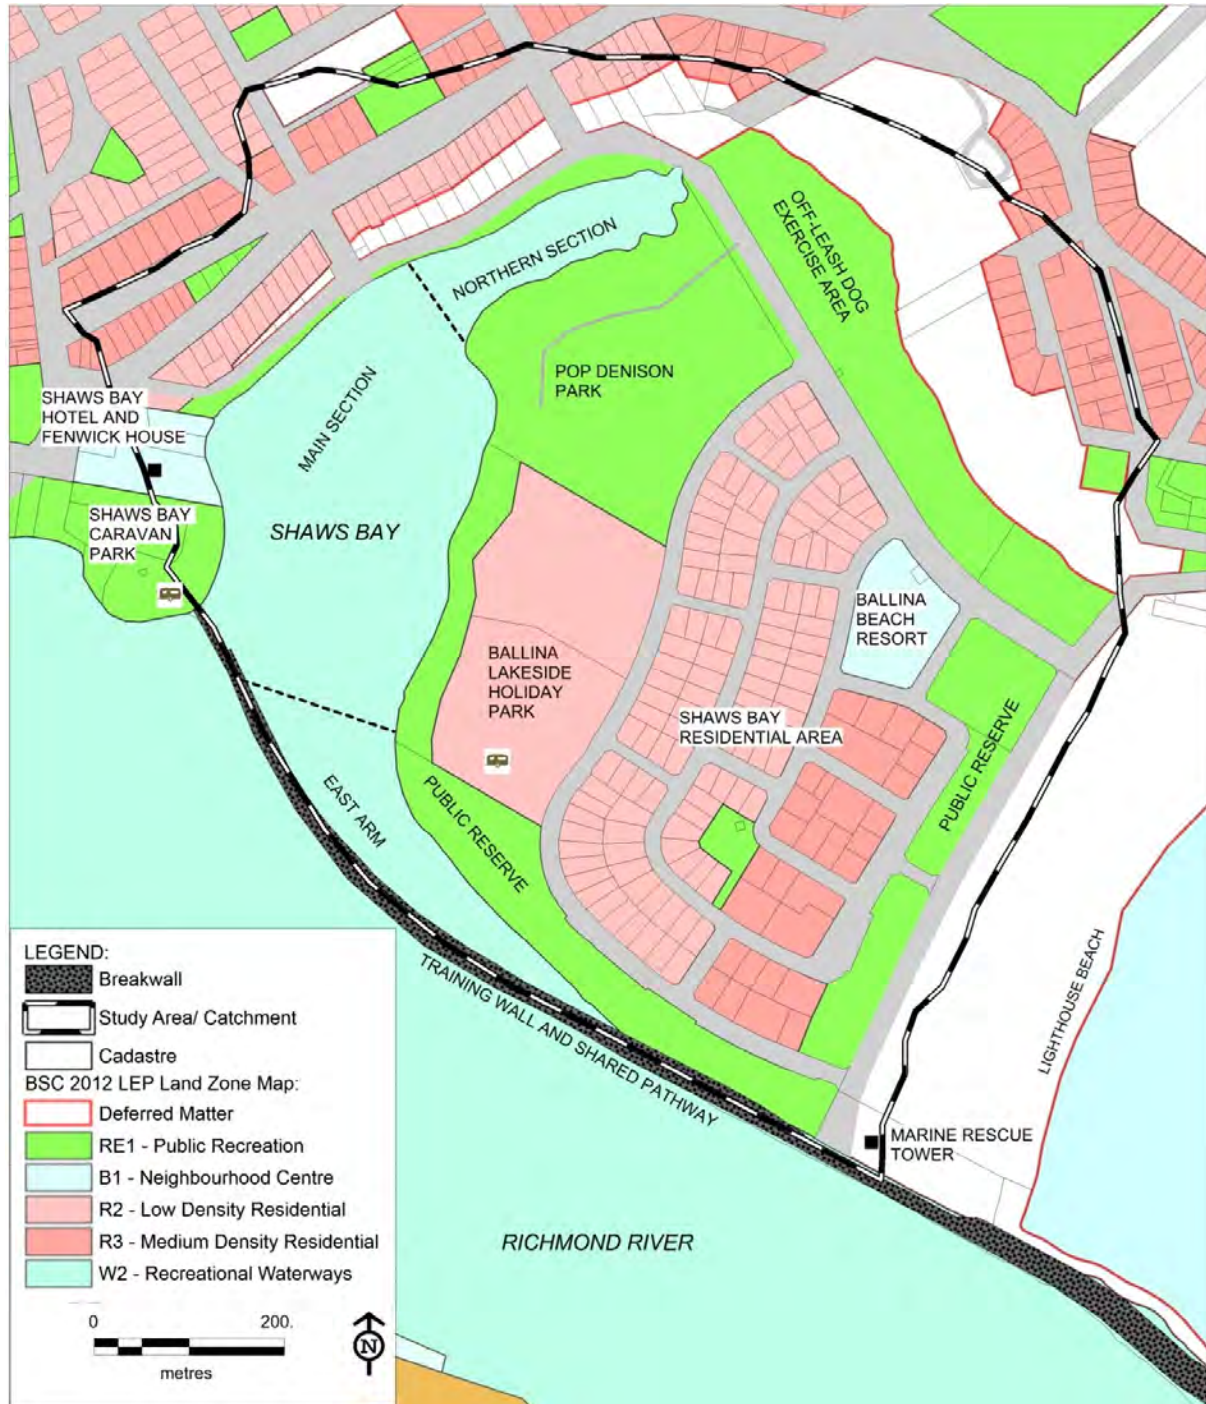 OFF-LEASH DOG
EXERCISE AREA
NORTHERN SECTION
POP DENISON
PARK
MAIN SECTION
SHAWS BAY
HOTEL AND
FENWICK HOUSE
SHAWS BAY
CARAVAN
PARK
SHAWS BAY
BALLINA
BEACH
RESORT
BALLINA
LAKESIDE
HOLIDAY
PARK
SHAWS BAY
RESIDENTIAL AREA
PUBLIC RESERVE
EAST ARM
PUBLIC RESERVE
TRAINING WALL AND SHARED PATHWAY
LIGHTHOUSE BEACH
MARINE RESCUE
TOWER
RICHMOND RIVER
LEGEND:
Breakwall
Study Area/ Catchment
Cadastre
BSC 2012 LEP Land Zone Map:
Deferred Matter
RE1 - Public Recreation
B1 - Neighbourhood Centre
R2 - Low Density Residential
R3 - Medium Density Residential
W2 - Recreational Waterways
0 200.
metres
N